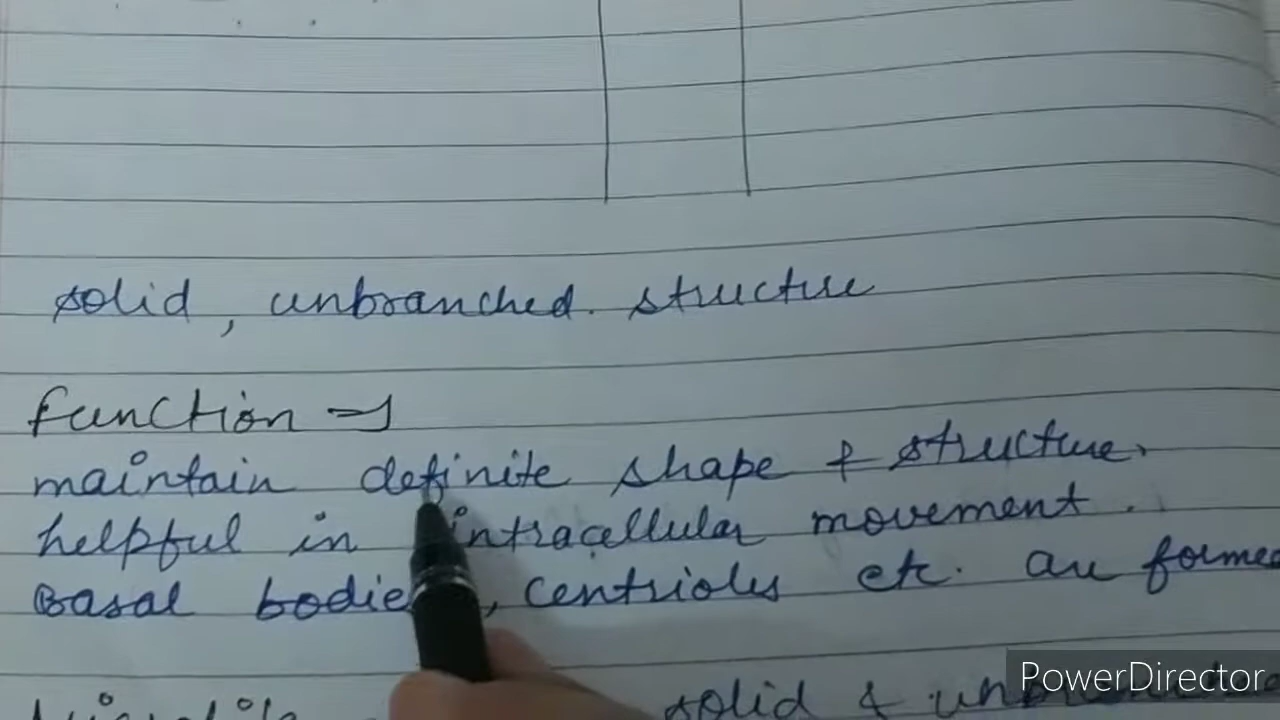 solid, unbranched. structure
function ⇒
maintain definite shape & structure.
helpful in intracellular movement.
Basal bodies, centrioles etc. are formed
solid & unbranched
PowerDirector